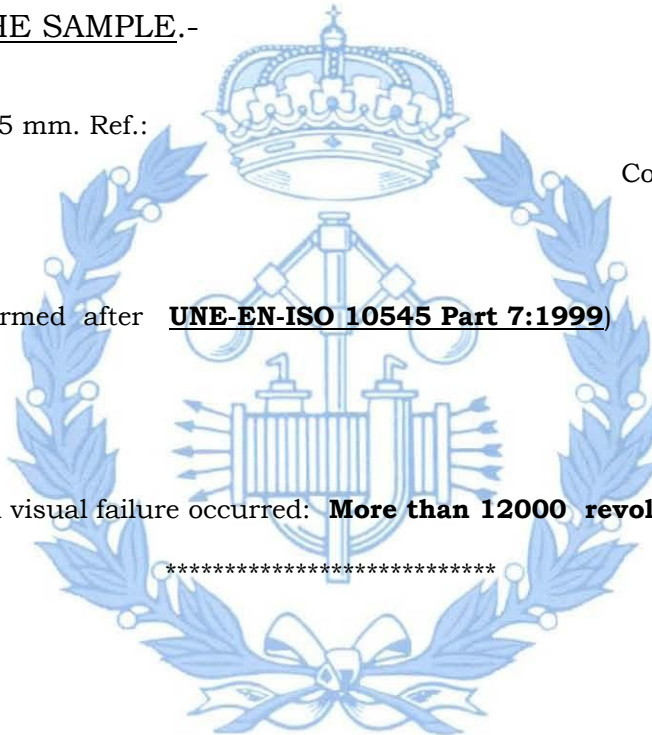 HE SAMPLE.-
5 mm. Ref.:
Co
rmed after UNE-EN-ISO 10545 Part 7:1999)
visual failure occurred: More than 12000 revol
****************************